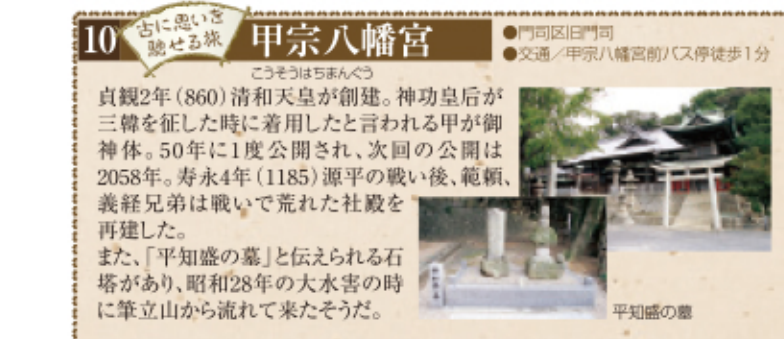 10
古に思いを
馳せる旅
甲宗八幡宮
こうそうはちまんぐう
●門司区旧門司
●交通／甲宗八幡宮前バス停徒歩1分
貞観2年(860)清和天皇が創建。神功皇后が
三韓を征した時に着用したと言われる甲が御
神体。50年に1度公開され、次回の公開は
2058年。寿永4年(1185)源平の戦い後、範頼、
義経兄弟は戦いで荒れた社殿を
再建した。
また、「平知盛の墓」と伝えられる石
塔があり、昭和28年の大水害の時
に筆立山から流れて来たそうだ。
平知盛の墓